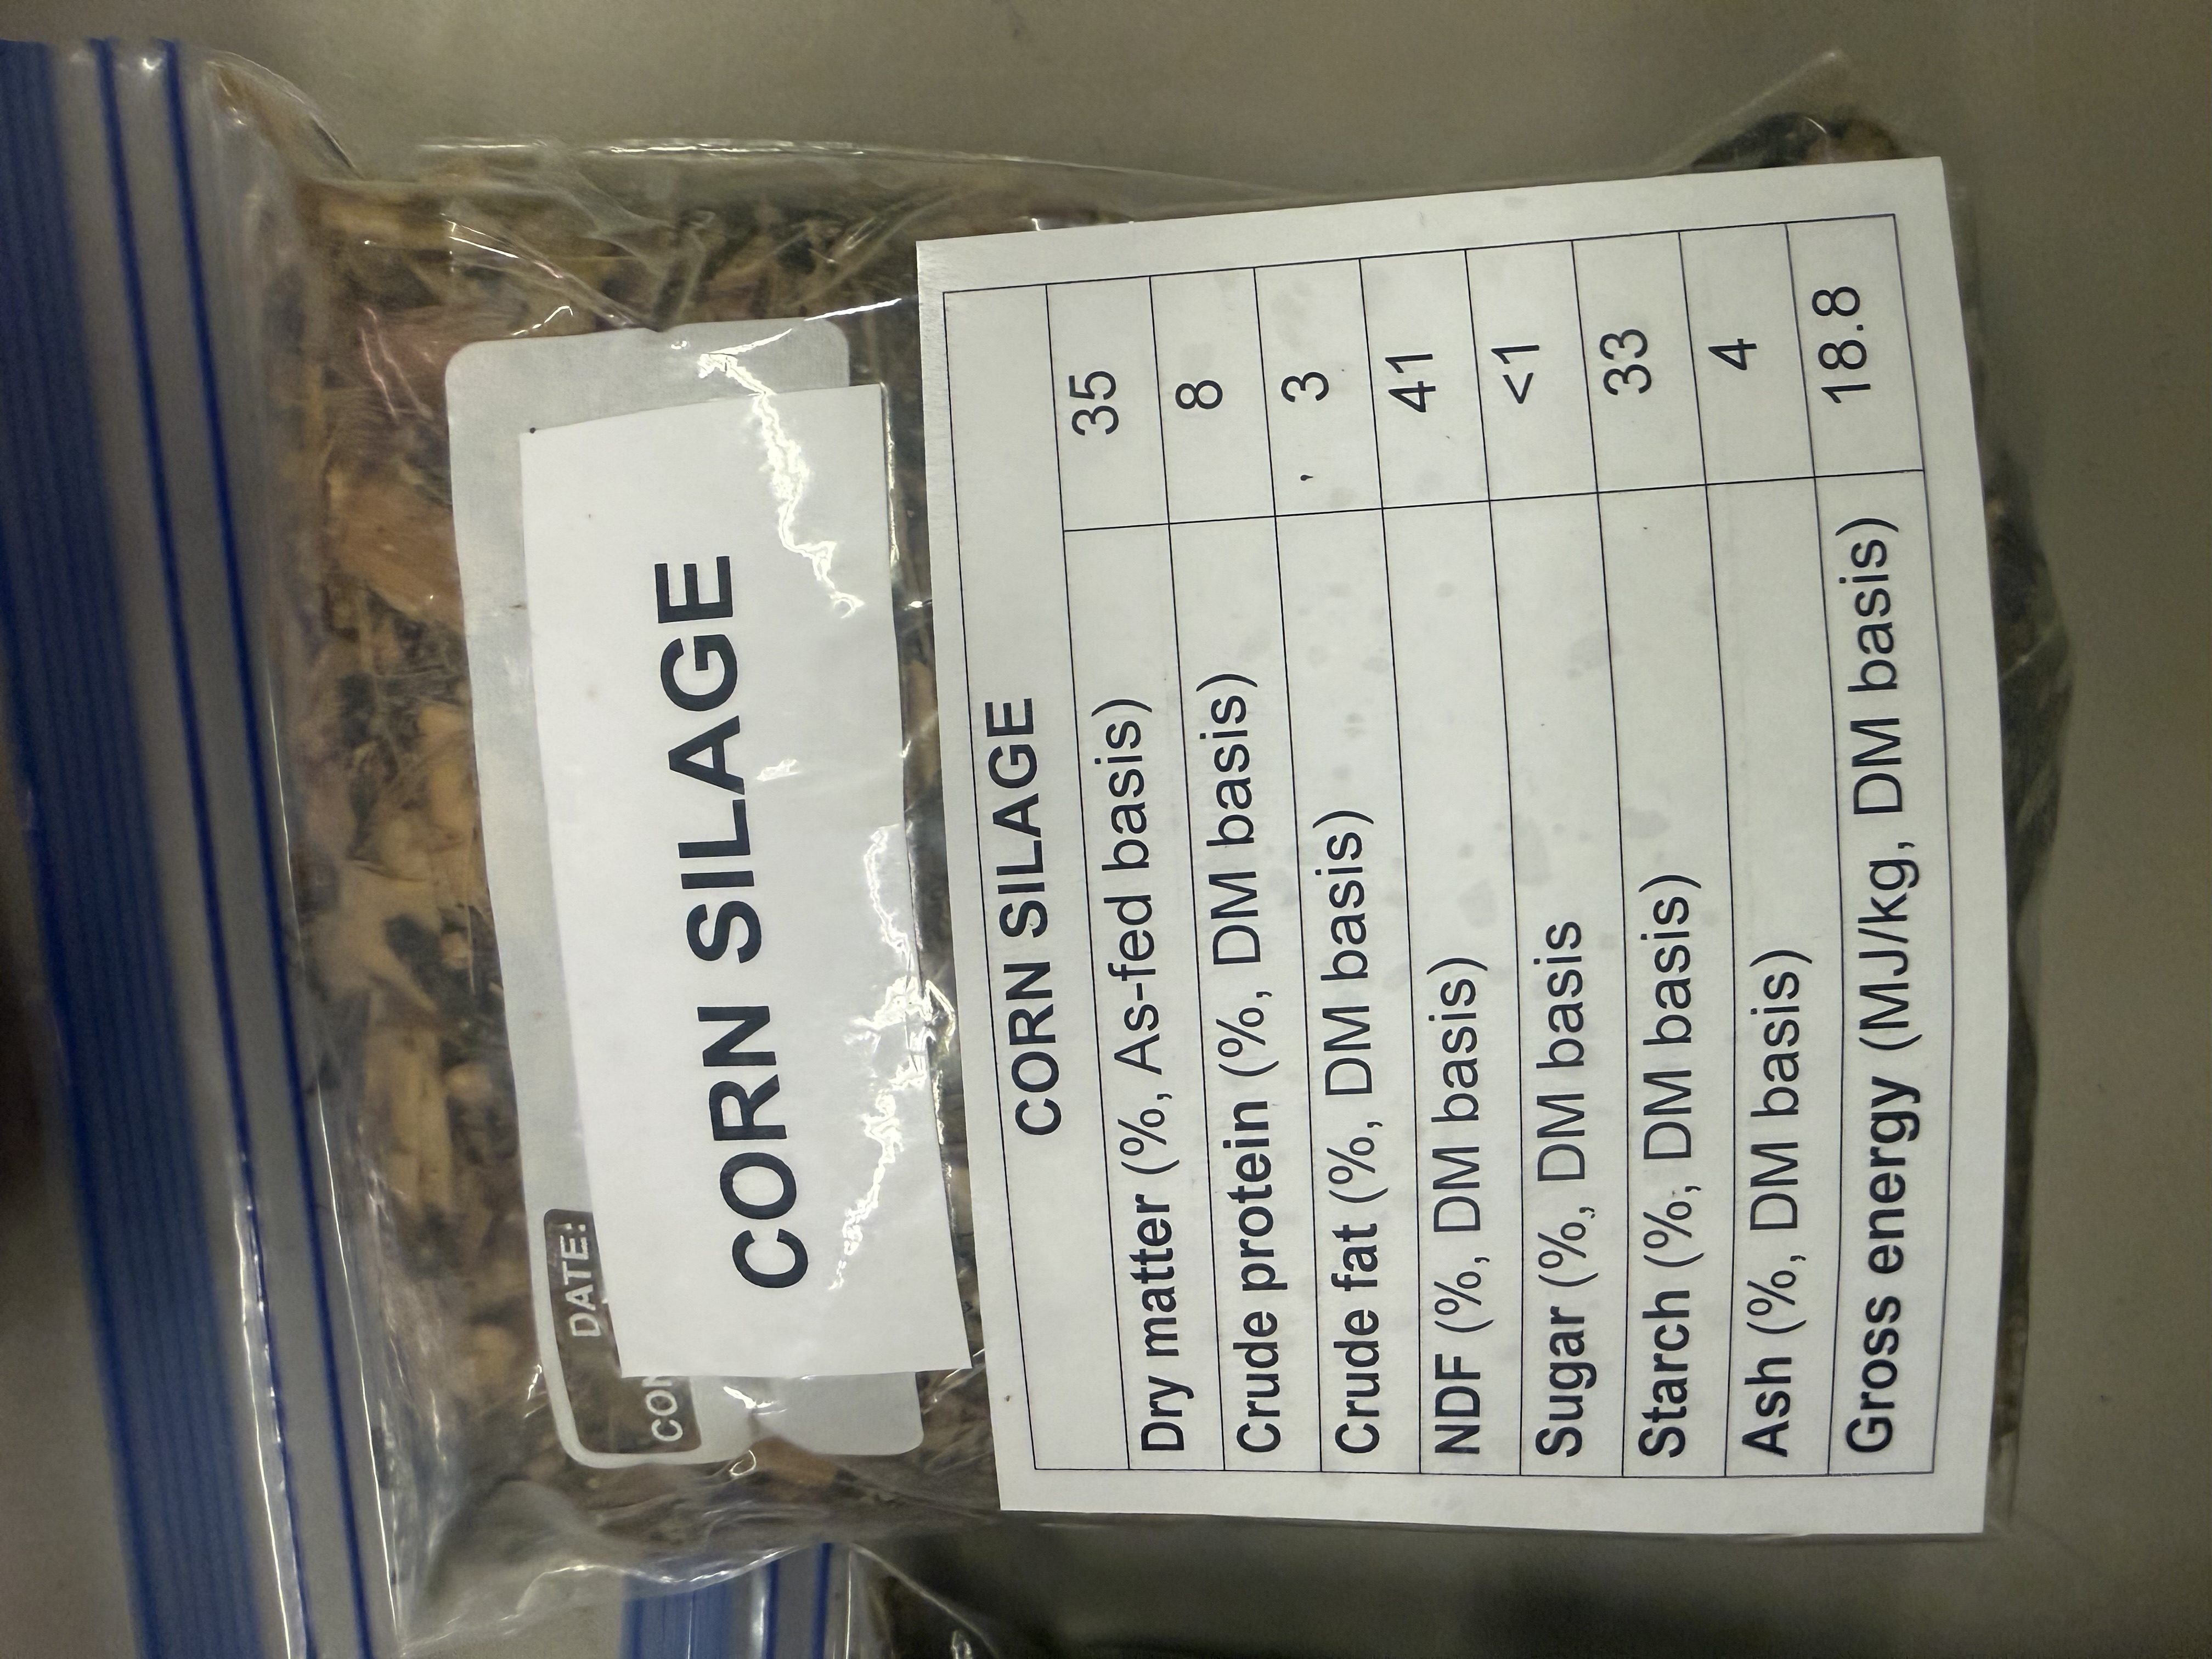 DATE:
CORN SILAGE
CORN SILAGE
Dry matter (%, As-fed basis) 35
Crude protein (%, DM basis) 8
Crude fat (%, DM basis) 3
NDF (%, DM basis) 41
Sugar (%, DM basis <1
Starch (%, DM basis) 33
Ash (%, DM basis) 4
Gross energy (MJ/kg, DM basis) 18.8